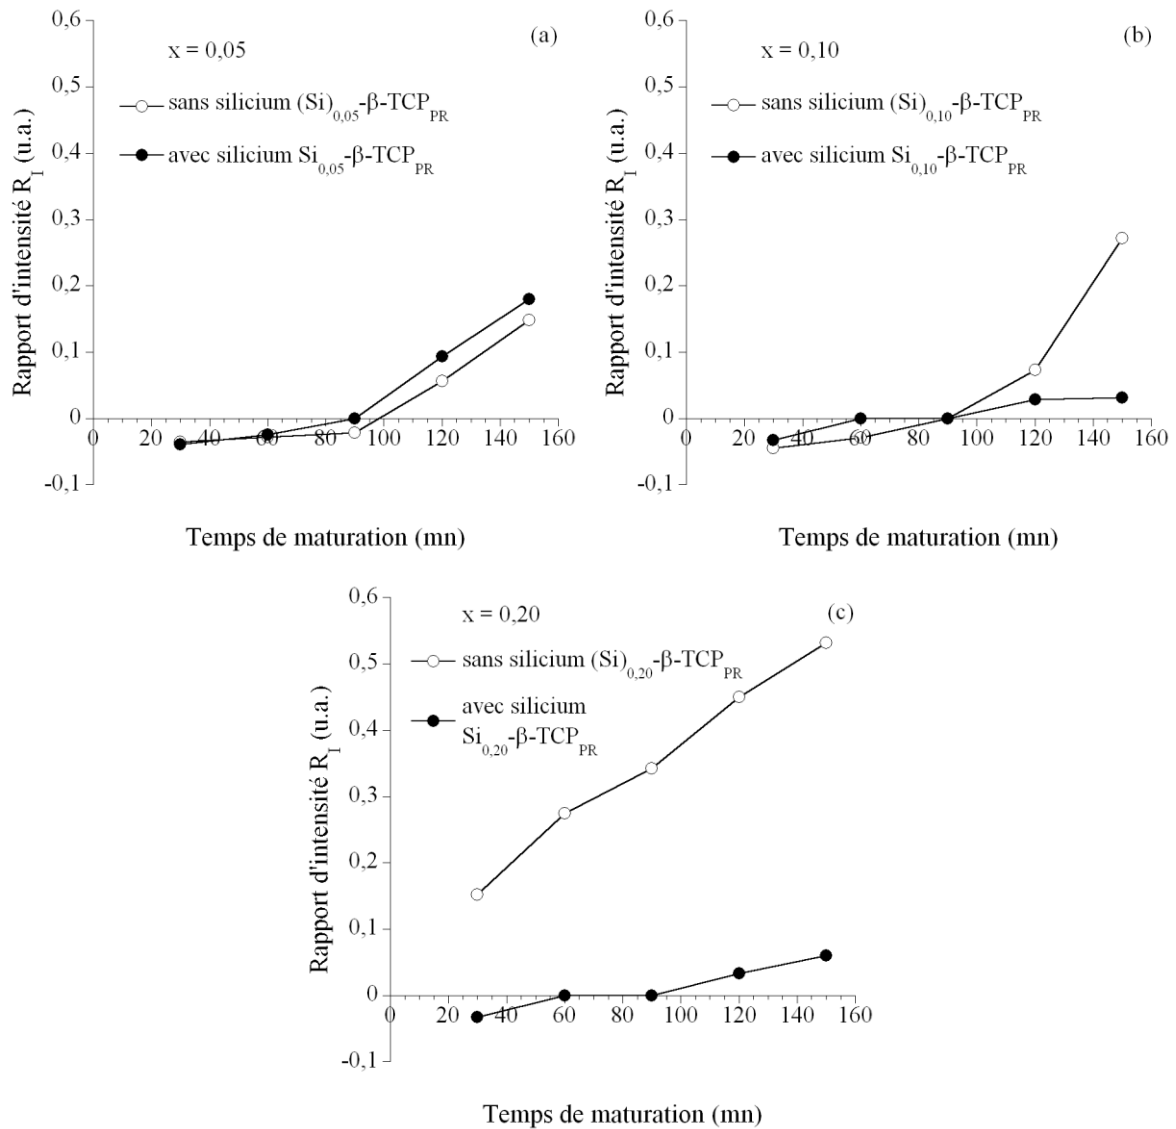 (a)
x = 0,05
sans silicium (Si)0,05-β-TCPPR
avec silicium Si0,05-β-TCPPR
Rapport d'intensité RI (u.a.)
0,6
0,5
0,4
0,3
0,2
0,1
0
-0,1
0 20 40 60 80 100 120 140 160
Temps de maturation (mn)
(b)
x = 0,10
sans silicium (Si)0,10-β-TCPPR
avec silicium Si0,10-β-TCPPR
Rapport d'intensité RI (u.a.)
0,6
0,5
0,4
0,3
0,2
0,1
0
-0,1
0 20 40 60 80 100 120 140 160
Temps de maturation (mn)
(c)
x = 0,20
sans silicium (Si)0,20-β-TCPPR
avec silicium
Si0,20-β-TCPPR
Rapport d'intensité RI (u.a.)
0,6
0,5
0,4
0,3
0,2
0,1
0
-0,1
0 20 40 60 80 100 120 140 160
Temps de maturation (mn)